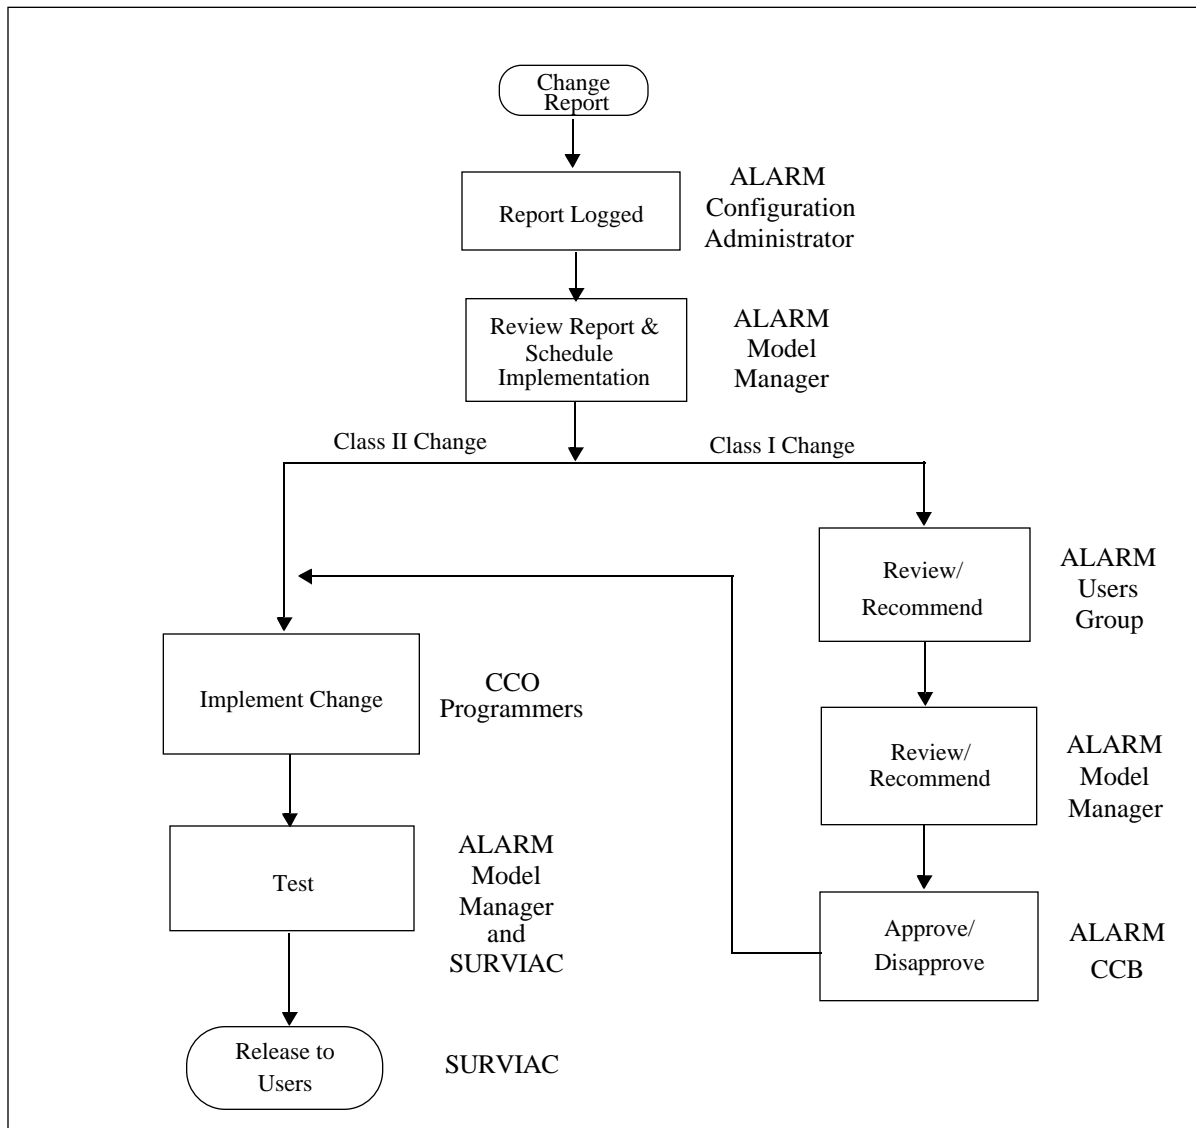 Change
Report
Report Logged
ALARM
Configuration
Administrator
Review Report &
Schedule
Implementation
ALARM
Model
Manager
Class II Change
Class I Change
Review/
Recommend
ALARM
Users
Group
Implement Change
CCO
Programmers
Review/
Recommend
ALARM
Model
Manager
Test
ALARM
Model
Manager
and
SURVIAC
Approve/
Disapprove
ALARM
CCB
Release to
Users
SURVIAC